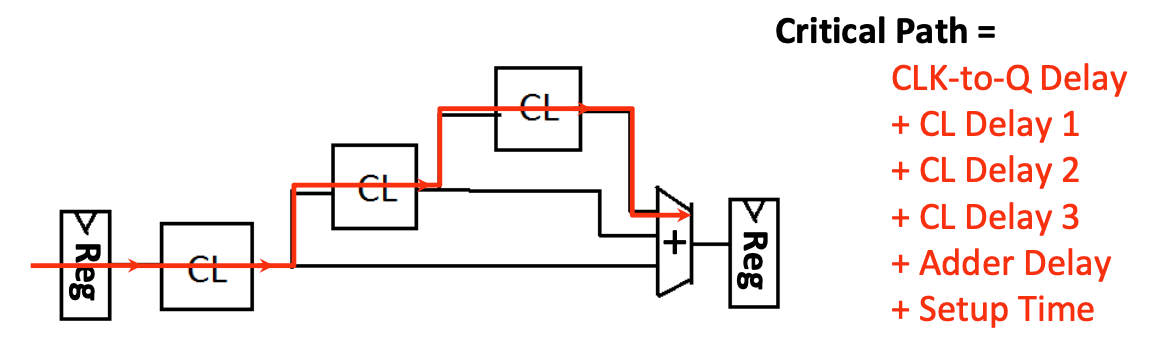 Critical Path =
CLK-to-Q Delay
+ CL Delay 1
+ CL Delay 2
+ CL Delay 3
+ Adder Delay
+ Setup Time
CL
CL
CL
Reg
+
Reg